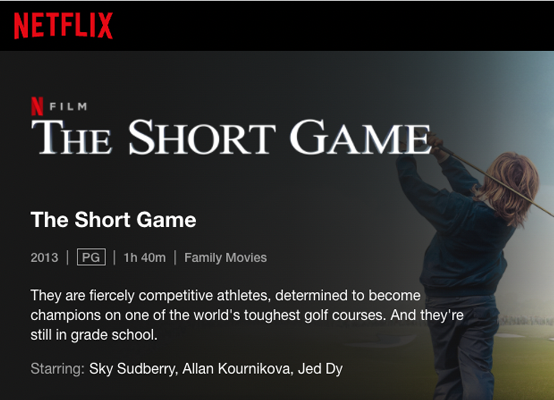 NETFLIX
N FILM
THE SHORT GAME
The Short Game
2013 | PG | 1h 40m | Family Movies
They are fiercely competitive athletes, determined to become
champions on one of the world's toughest golf courses. And they're
still in grade school.
Starring: Sky Sudberry, Allan Kournikova, Jed Dy